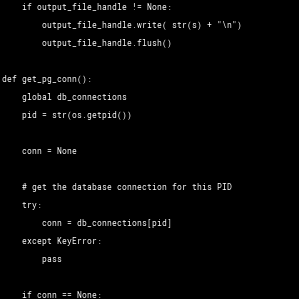 if output_file_handle != None:
output_file_handle.write( str(s) + "\n")
output_file_handle.flush()
def get_pg_conn():
global db_connections
pid = str(os.getpid())
conn = None
# get the database connection for this PID
try:
conn = db_connections[pid]
except KeyError:
pass
if conn == None: